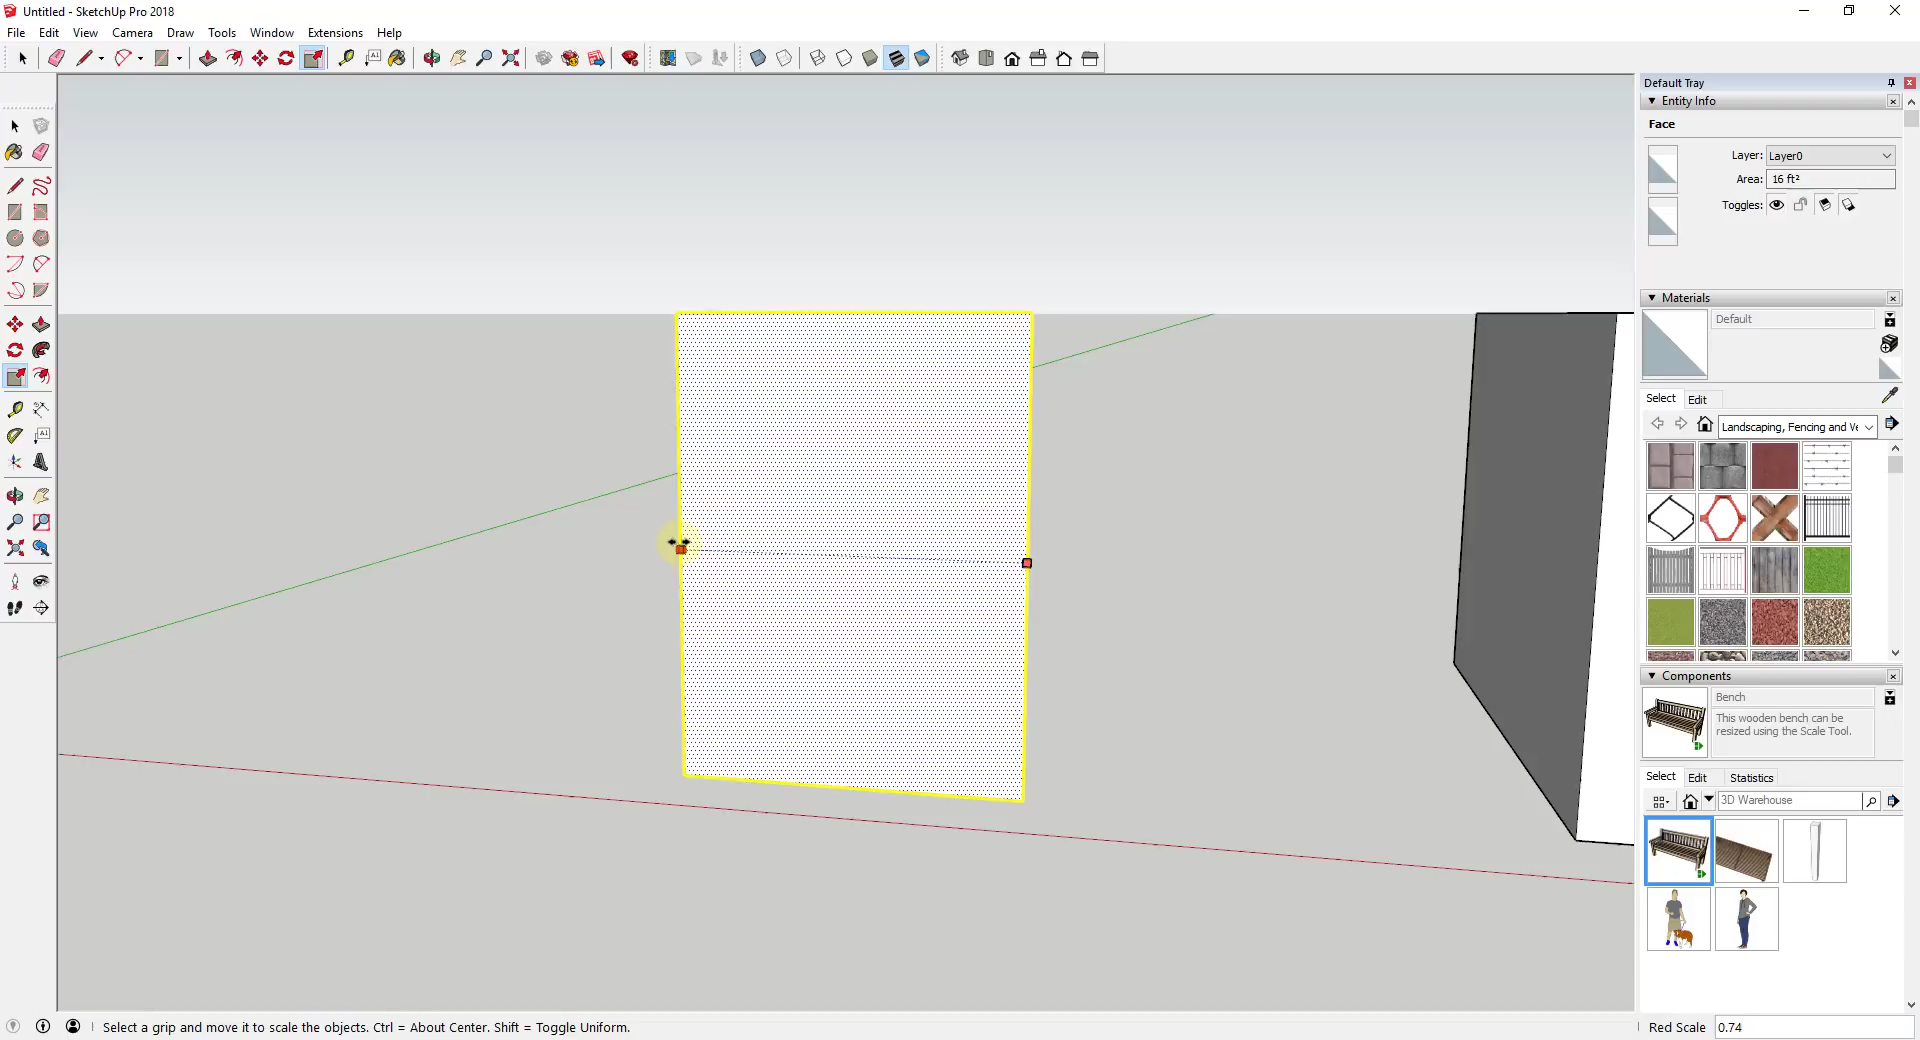 Untitled - SketchUp Pro 2018
File Edit View Camera Draw Tools Window Extensions Help
Default Tray
Entity Info
Face
Layer: Layer0
Area: 16 ft²
Toggles:
Materials
Default
Select Edit
Landscaping, Fencing and Ve
Components
Bench
This wooden bench can be
resized using the Scale Tool.
Select Edit Statistics
3D Warehouse
Select a grip and move it to scale the objects. Ctrl = About Center. Shift = Toggle Uniform.
Red Scale 0.74